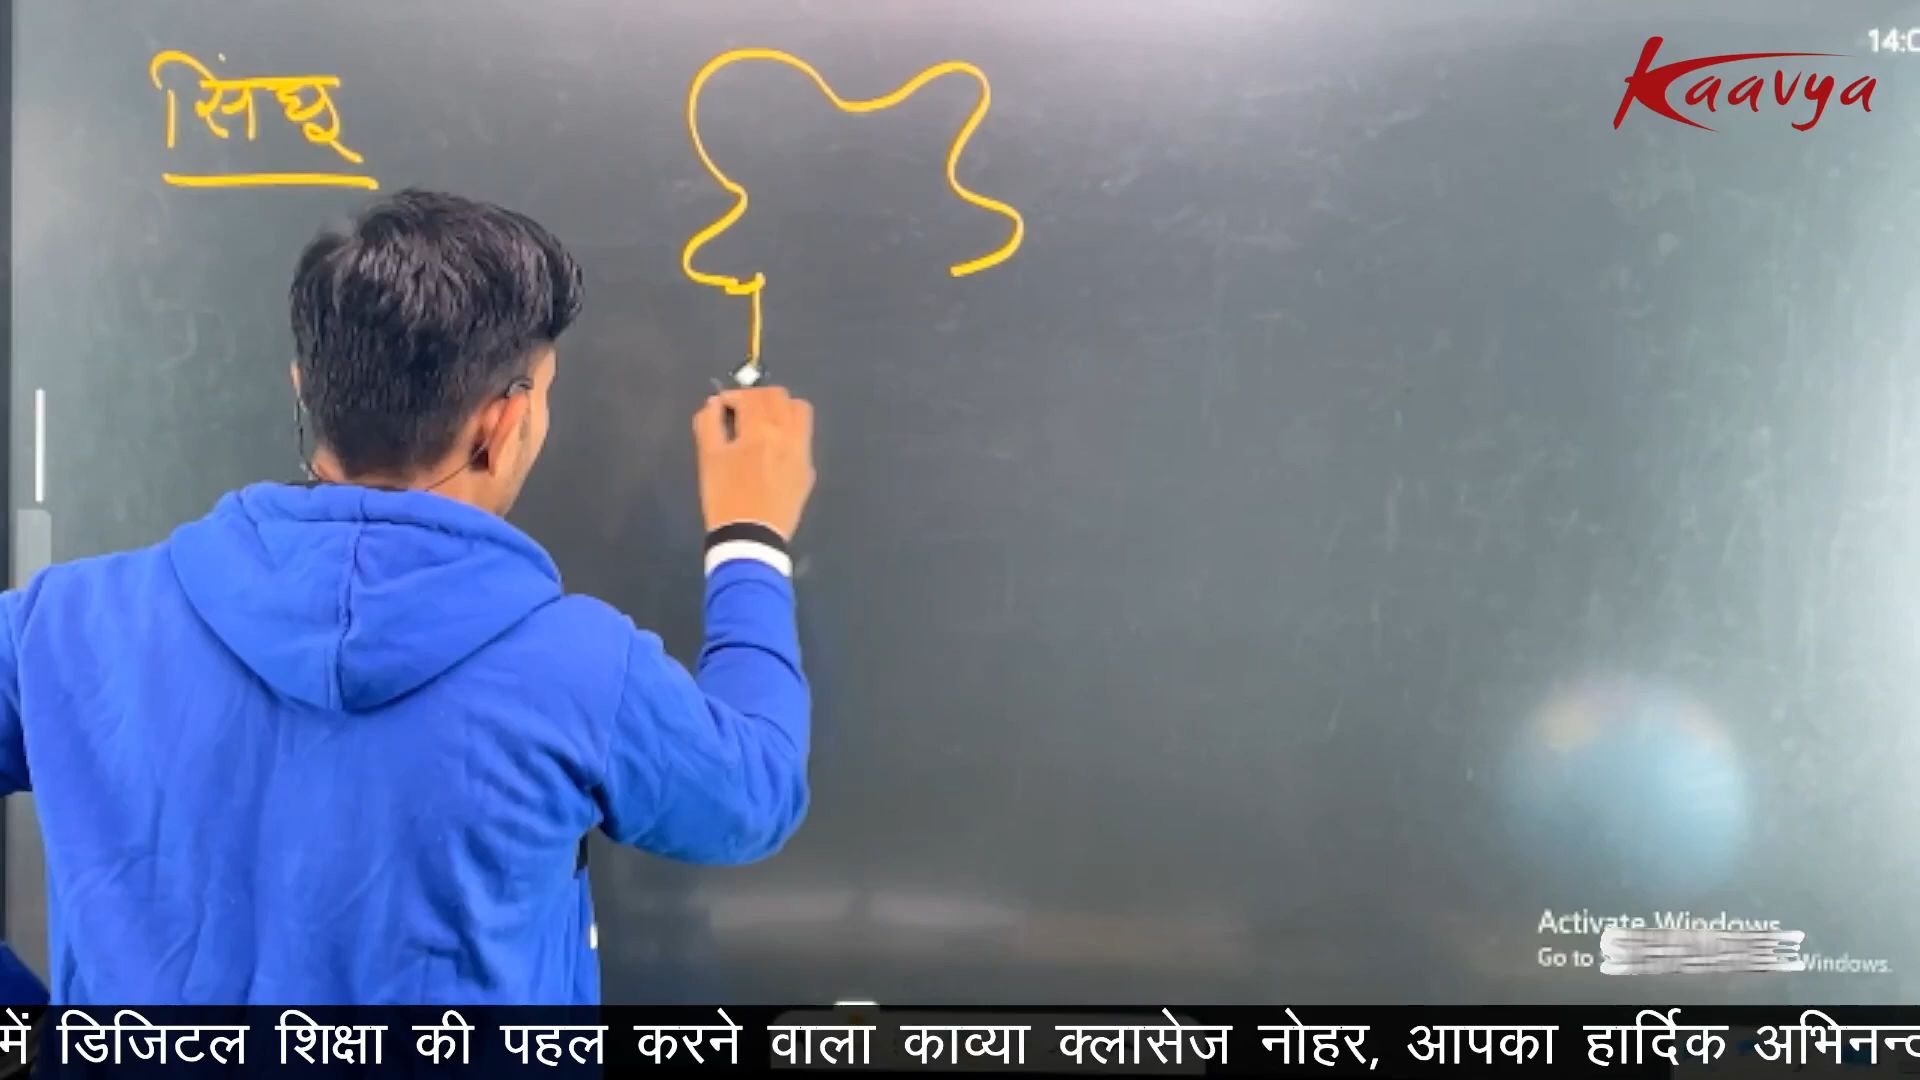 सिंधू
Kaavya
14:0
Activate Windows
Go to Windows.
में डिजिटल शिक्षा की पहल करने वाला काव्या क्लासेज नोहर, आपका हार्दिक अभिनन्द